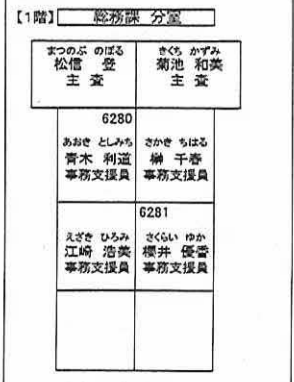 【1階】 総務課 分室
まつのぶ のぼる
松信 登
主 査
きくち かずみ
菊池 和美
主 査
6280
あおき としみち
青木 利道
事務支援員
さかき ちはる
榊 千春
事務支援員
えざき ひろみ
江崎 浩美
事務支援員
6281
さくらい ゆか
櫻井 優香
事務支援員